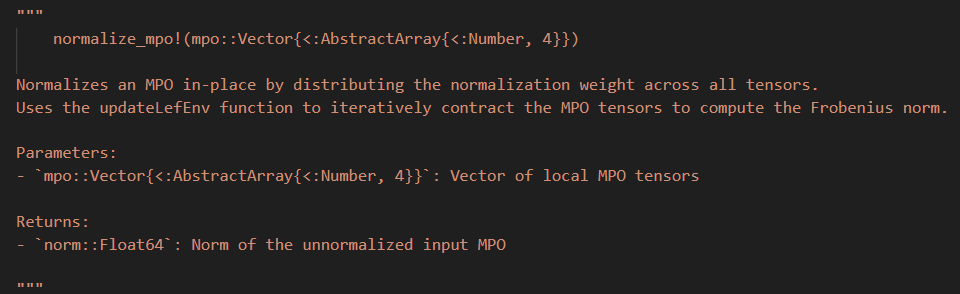 """
normalize_mpo!(mpo::Vector{<:AbstractArray{<:Number, 4}})
Normalizes an MPO in-place by distributing the normalization weight across all tensors.
Uses the updateLefEnv function to iteratively contract the MPO tensors to compute the Frobenius norm.
Parameters:
- `mpo::Vector{<:AbstractArray{<:Number, 4}}`: Vector of local MPO tensors
Returns:
- `norm::Float64`: Norm of the unnormalized input MPO
"""